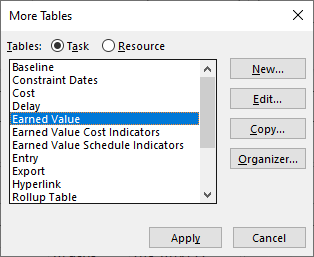 More Tables
Tables: Task Resource
Baseline
Constraint Dates
Cost
Delay
Earned Value
Earned Value Cost Indicators
Earned Value Schedule Indicators
Entry
Export
Hyperlink
Rollup Table
New...
Edit...
Copy...
Organizer...
Apply Cancel